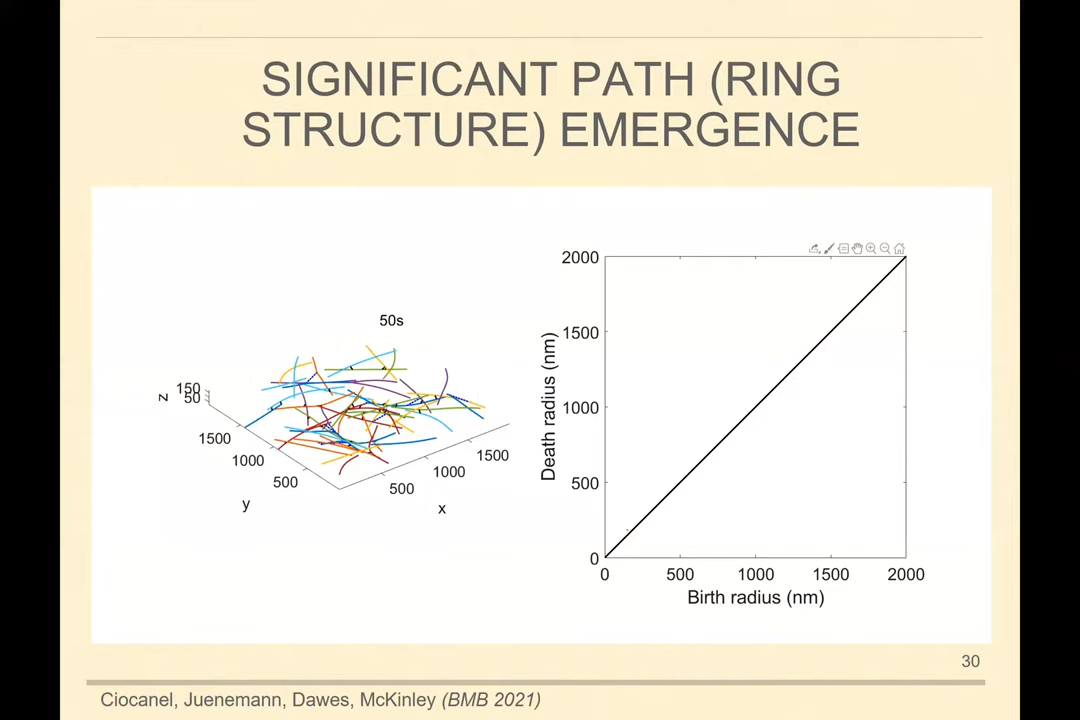 SIGNIFICANT PATH (RING
STRUCTURE) EMERGENCE
50s
z
150
50
1500
1000
500
y
500
1000
1500
x
2000
1500
1000
500
0
Death radius (nm)
0
500
1000
1500
2000
Birth radius (nm)
30
Ciocanel, Juenemann, Dawes, McKinley (BMB 2021)